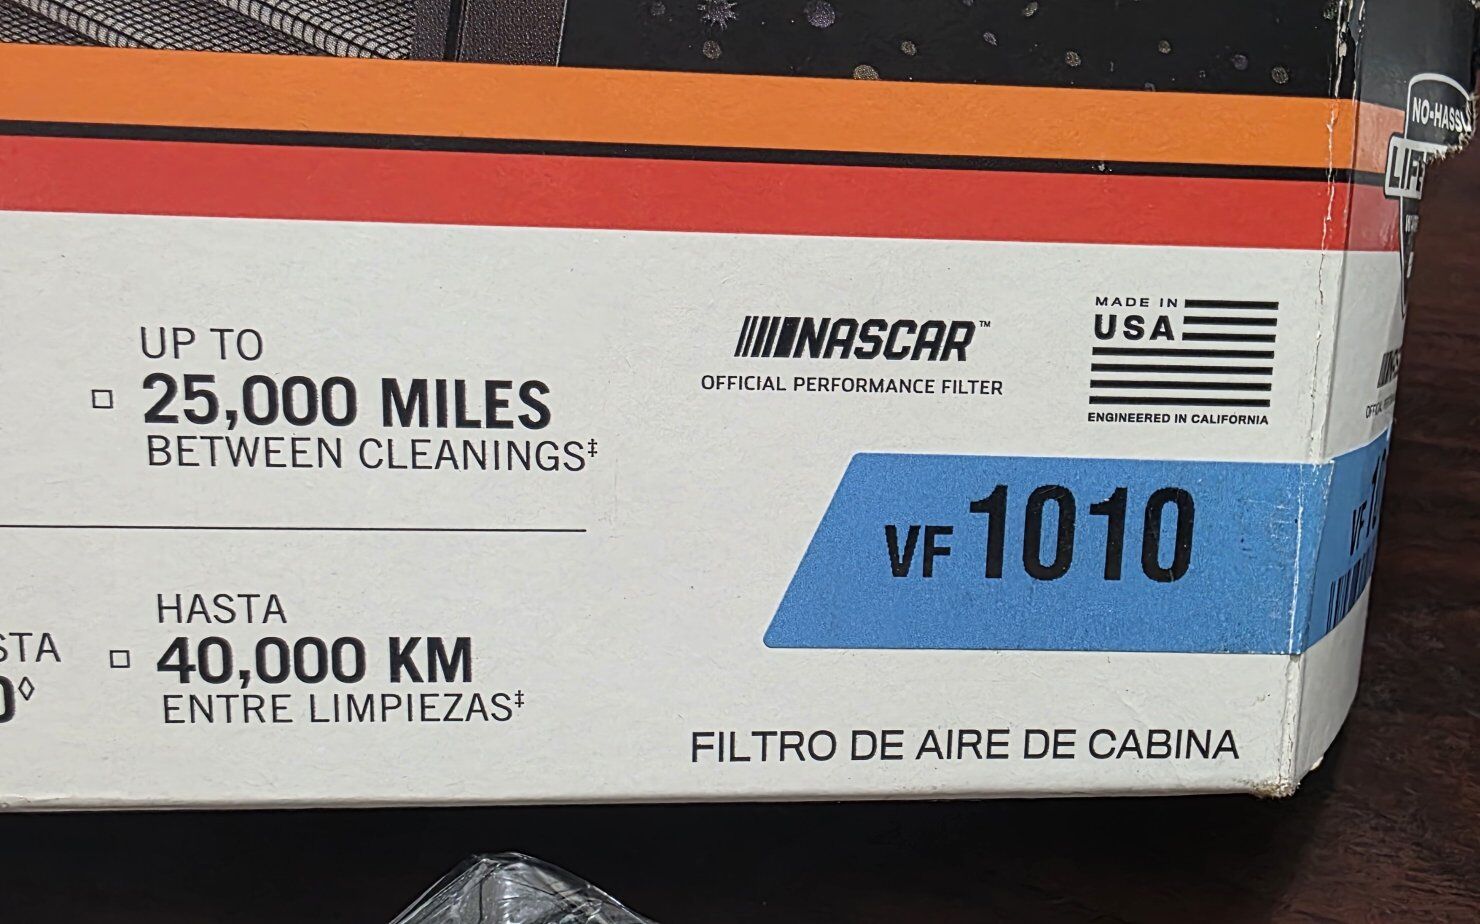 UP TO
25,000 MILES
BETWEEN CLEANINGS‡
HASTA
40,000 KM
ENTRE LIMPIEZAS‡
NASCAR™
OFFICIAL PERFORMANCE FILTER
MADE IN
USA
ENGINEERED IN CALIFORNIA
VF 1010
FILTRO DE AIRE DE CABINA